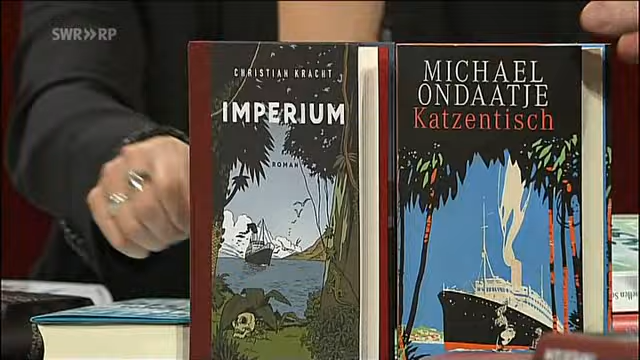 SWR»RP
CHRISTIAN KRACHT
IMPERIUM
ROMAN
MICHAEL
ONDAATJE
Katzentisch